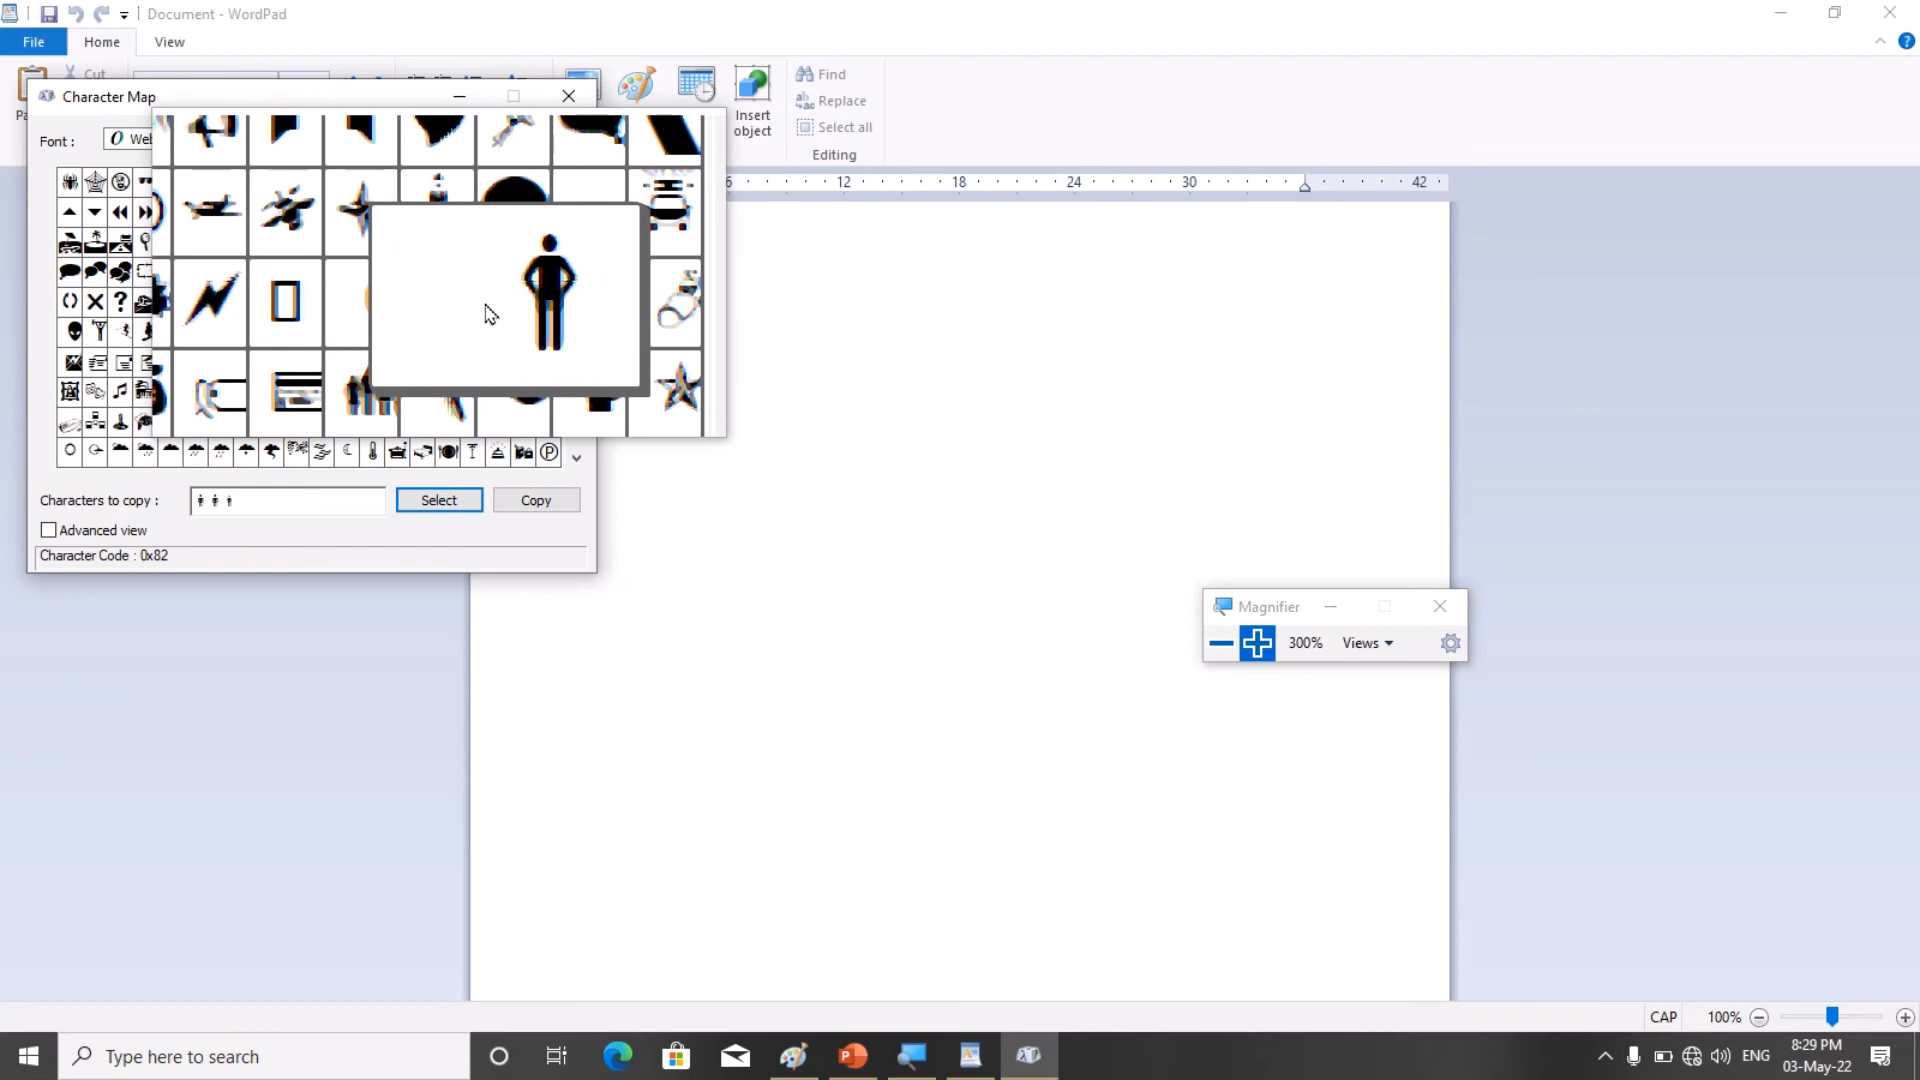 Document - WordPad
File Home View
Cut
Insert
object
Find
Replace
Select all
Editing
Character Map
Font :
12 18 24 30 42
Characters to copy :
Select
Copy
Advanced view
Character Code : 0x82
Magnifier
300%
Views
CAP
100%
Type here to search
ENG
8:29 PM
03-May-22